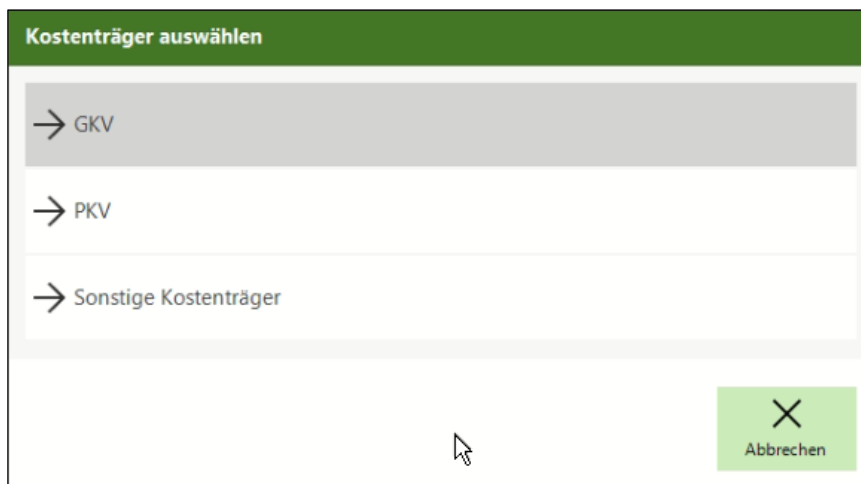 Kostenträger auswählen
GKV
PKV
Sonstige Kostenträger
Abbrechen